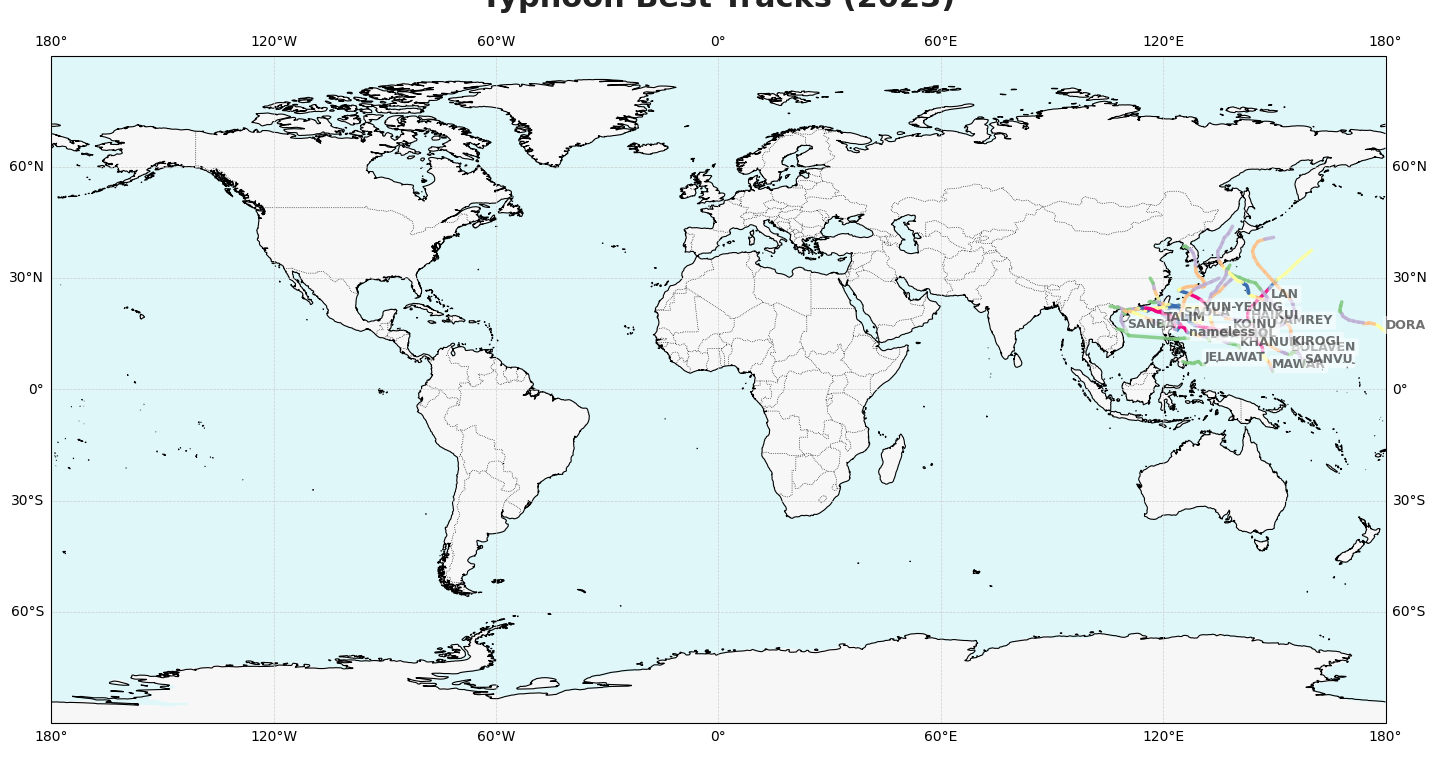 Typhoon Best Tracks (2023)
180° 120°W 60°W 0° 60°E 120°E 180°
60°N 60°N
30°N 30°N
LAN
YUN-YEUNG
HAIKUI
DAMREY
TALIM
SANBA
KOINU
DORA
nameless
KHANUN
KIROGI
BOLAVEN
JELAWAT
SANVU
MAWAR
0° 0°
30°S 30°S
60°S 60°S
180° 120°W 60°W 0° 60°E 120°E 180°